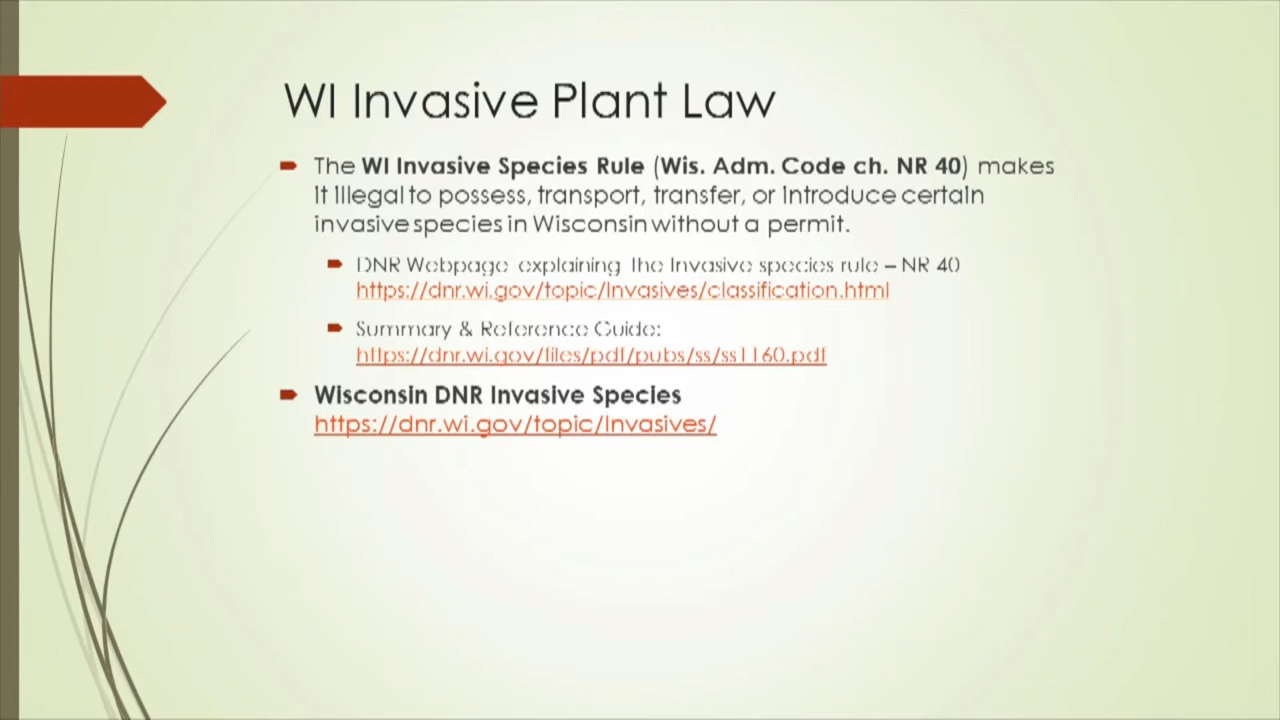 WI Invasive Plant Law
The WI Invasive Species Rule (Wis. Adm. Code ch. NR 40) makes
it illegal to possess, transport, transfer, or introduce certain
invasive species in Wisconsin without a permit.
DNR Webpage explaining the Invasive species rule – NR 40
https://dnr.wi.gov/topic/Invasives/classification.html
Summary & Reference Guide:
https://dnr.wi.gov/files/pdf/pubs/ss/ss1160.pdf
Wisconsin DNR Invasive Species
https://dnr.wi.gov/topic/Invasives/